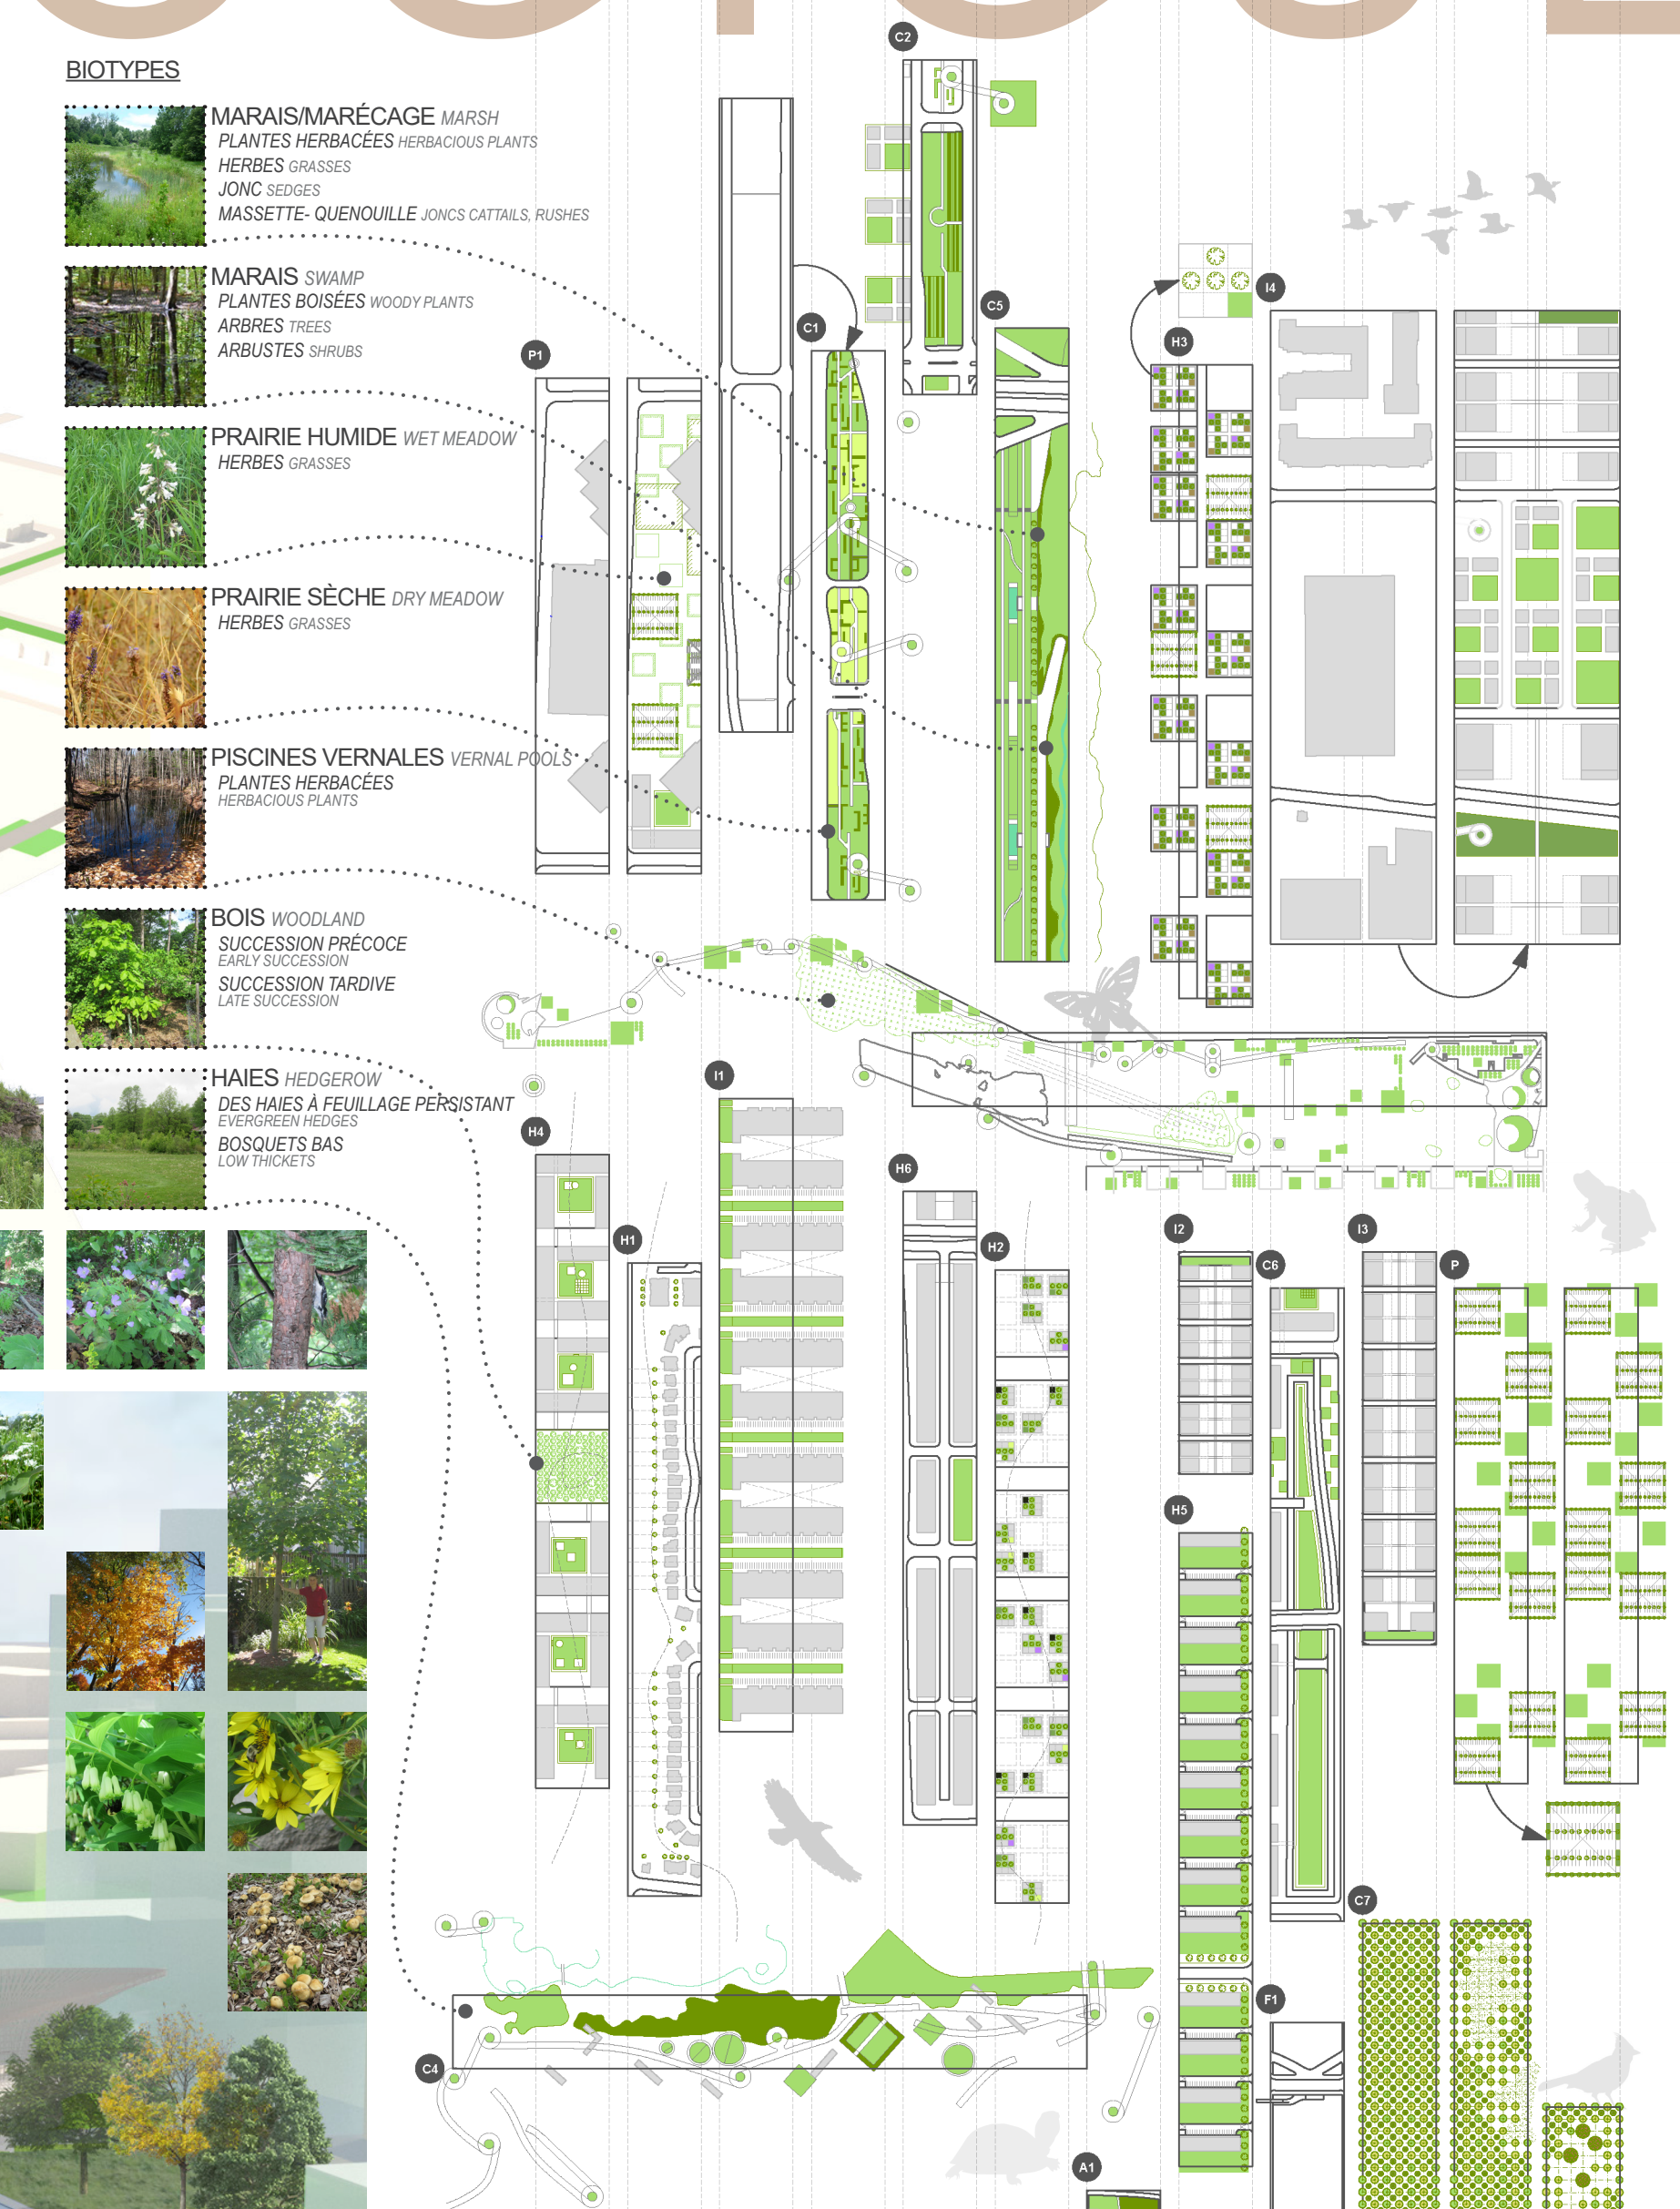 BIOTYPES
MARAIS/MARÉCAGE MARSH
PLANTES HERBACÉES HERBACIOUS PLANTS
HERBES GRASSES
JONC SEDGES
MASSETTE- QUENOUILLE JONCS CATTAILS, RUSHES
MARAIS SWAMP
PLANTES BOISÉES WOODY PLANTS
ARBRES TREES
ARBUSTES SHRUBS
PRAIRIE HUMIDE WET MEADOW
HERBES GRASSES
PRAIRIE SÈCHE DRY MEADOW
HERBES GRASSES
PISCINES VERNALES VERNAL POOLS
PLANTES HERBACÉES
HERBACIOUS PLANTS
BOIS WOODLAND
SUCCESSION PRÉCOCE
EARLY SUCCESSION
SUCCESSION TARDIVE
LATE SUCCESSION
HAIES HEDGEROW
DES HAIES À FEUILLAGE PERSISTANT
EVERGREEN HEDGES
BOSQUETS BAS
LOW THICKETS
C2
I4
C5
C1
H3
P1
I1
H4
H6
I2
I3
H1
H2
C6
P
H5
C7
F1
C4
A1